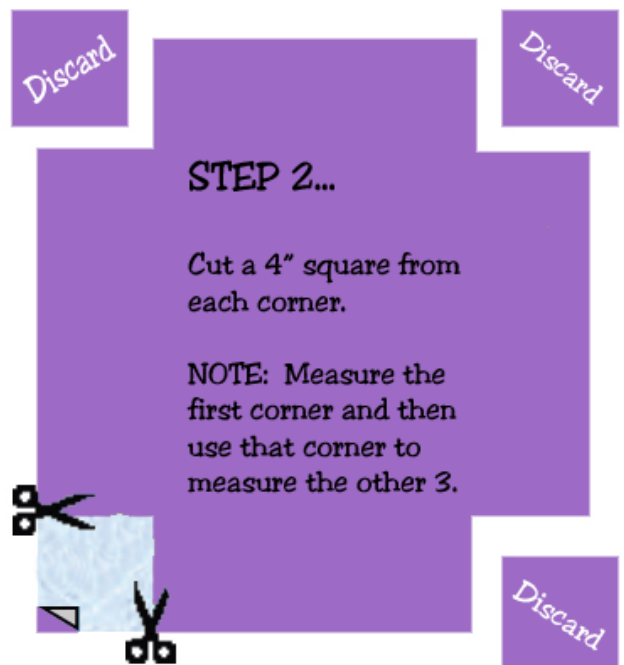 Discard
Discard
STEP 2...
Cut a 4" square from
each corner.
NOTE: Measure the
first corner and then
use that corner to
measure the other 3.
Discard